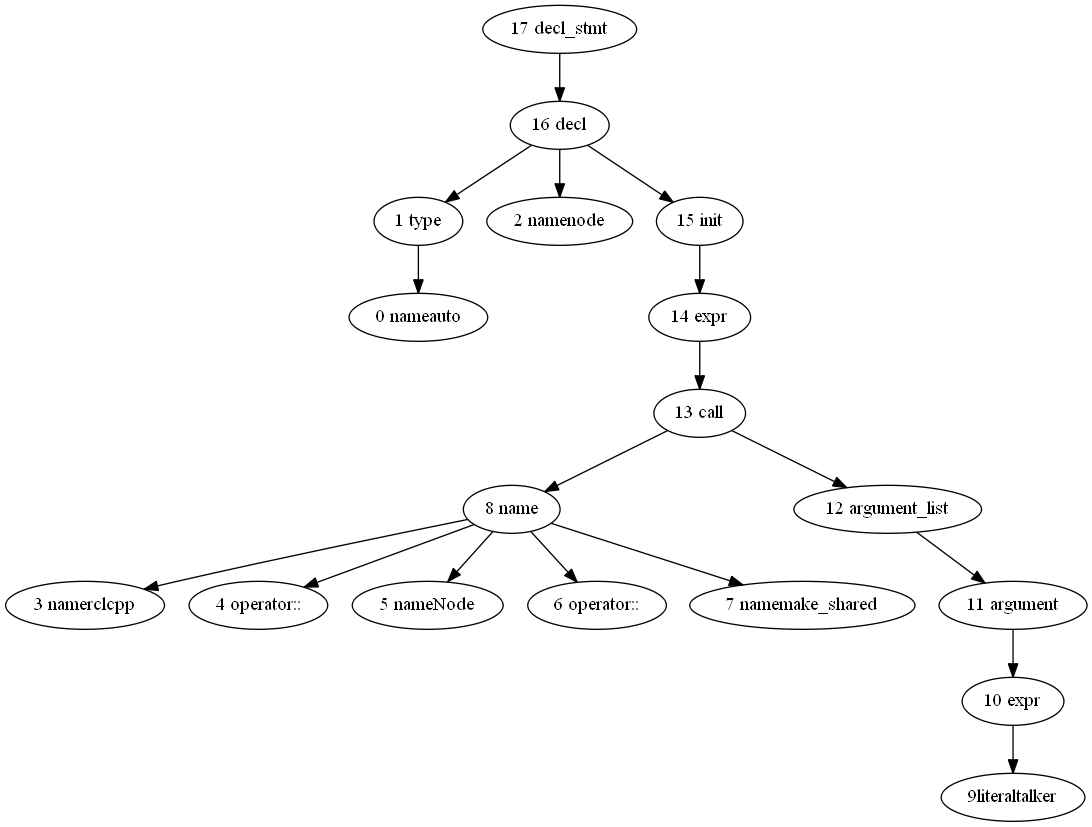 17 decl_stmt
16 decl
1 type
2 namenode
15 init
0 nameauto
14 expr
13 call
8 name
12 argument_list
3 namerclcpp
4 operator::
5 nameNode
6 operator::
7 namemake_shared
11 argument
10 expr
9literaltalker